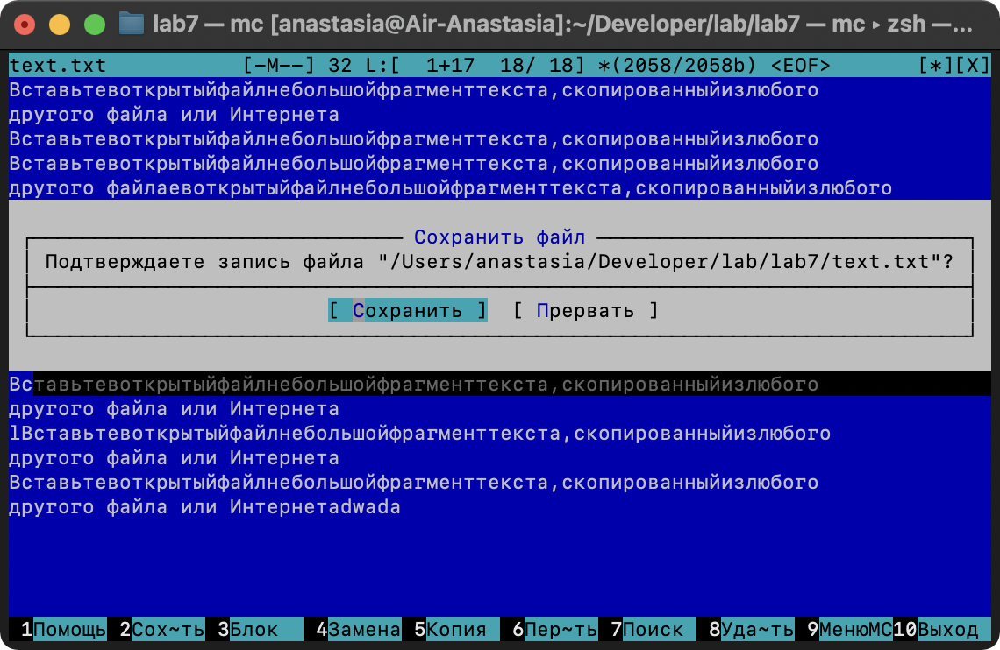 lab7 — mc [anastasia@Air-Anastasia]:~/Developer/lab/lab7 — mc ▸ zsh —...
text.txt [-M--] 32 L:[ 1+17 18/ 18] *(2058/2058b) <EOF> [*][X]
Вставьтевоткрытыйфайлнебольшойфрагменттекста,скопированныйизлюбого
другого файла или Интернета
Вставьтевоткрытыйфайлнебольшойфрагменттекста,скопированныйизлюбого
Вставьтевоткрытыйфайлнебольшойфрагменттекста,скопированныйизлюбого
другого файлаевоткрытыйфайлнебольшойфрагменттекста,скопированныйизлюбого
Сохранить файл
Подтверждаете запись файла "/Users/anastasia/Developer/lab/lab7/text.txt"?
[ Сохранить ] [ Прервать ]
Вставьтевоткрытыйфайлнебольшойфрагменттекста,скопированныйизлюбого
другого файла или Интернета
lВставьтевоткрытыйфайлнебольшойфрагменттекста,скопированныйизлюбого
другого файла или Интернета
Вставьтевоткрытыйфайлнебольшойфрагменттекста,скопированныйизлюбого
другого файла или Интернетаdwada
1Помощь 2Сох~ть 3Блок 4Замена 5Копия 6Пер~ть 7Поиск 8Уда~ть 9МенюMC10Выход